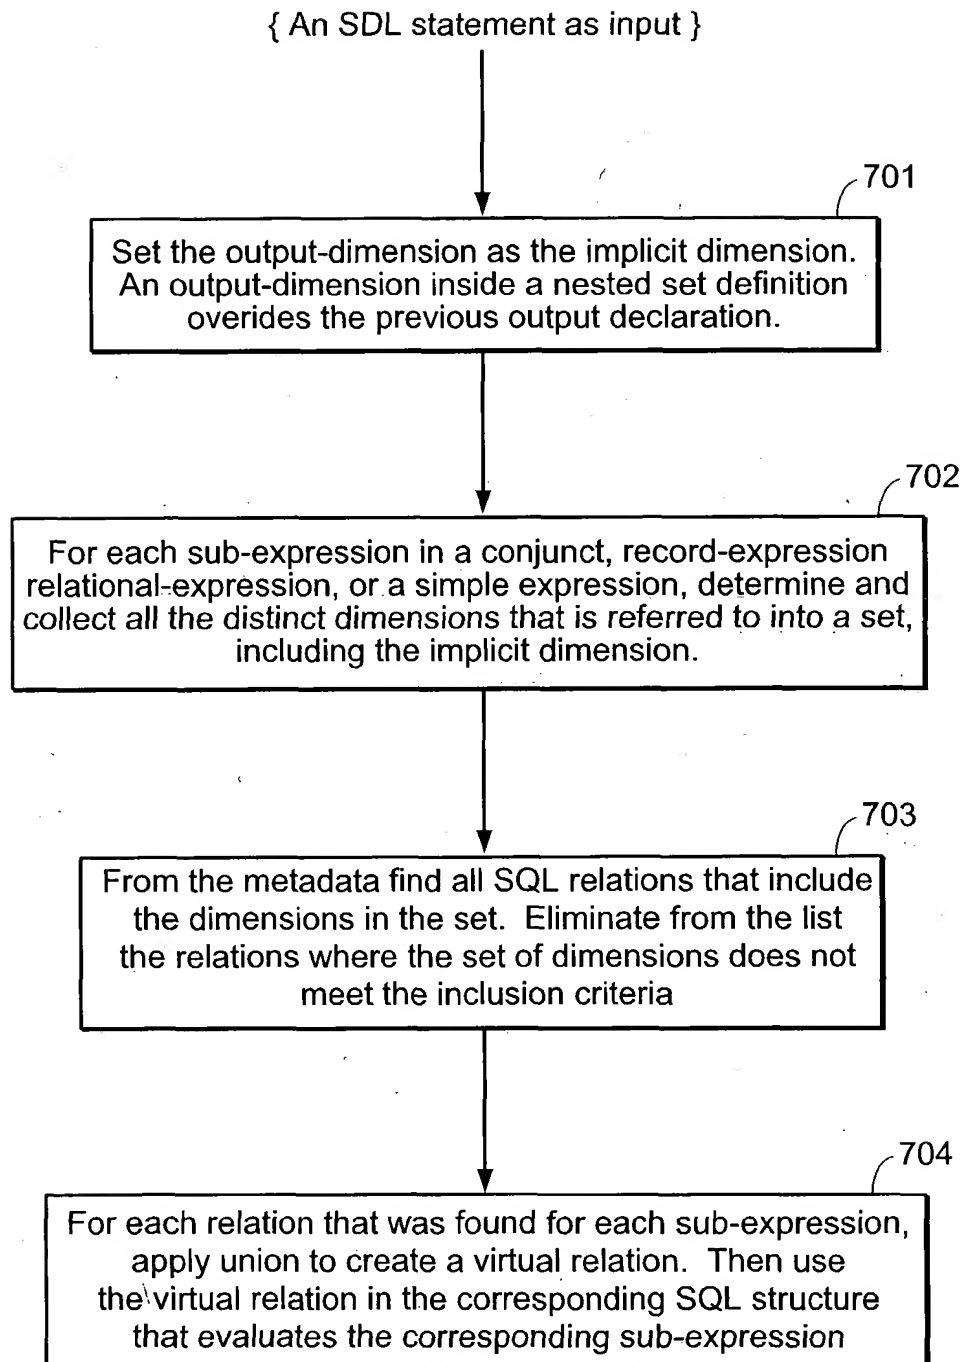 { An SDL statement as input }
701
Set the output-dimension as the implicit dimension.
An output-dimension inside a nested set definition
overides the previous output declaration.
702
For each sub-expression in a conjunct, record-expression
relational-expression, or a simple expression, determine and
collect all the distinct dimensions that is referred to into a set,
including the implicit dimension.
703
From the metadada find all SQL relations that include
the dimensions in the set. Eliminate from the list
the relations where the set of dimensions does not
meet the inclusion criteria
704
For each relation that was found for each sub-expression,
apply union to create a virtual relation. Then use
the virtual relation in the corresponding SQL structure
that evaluates the corresponding sub-expression